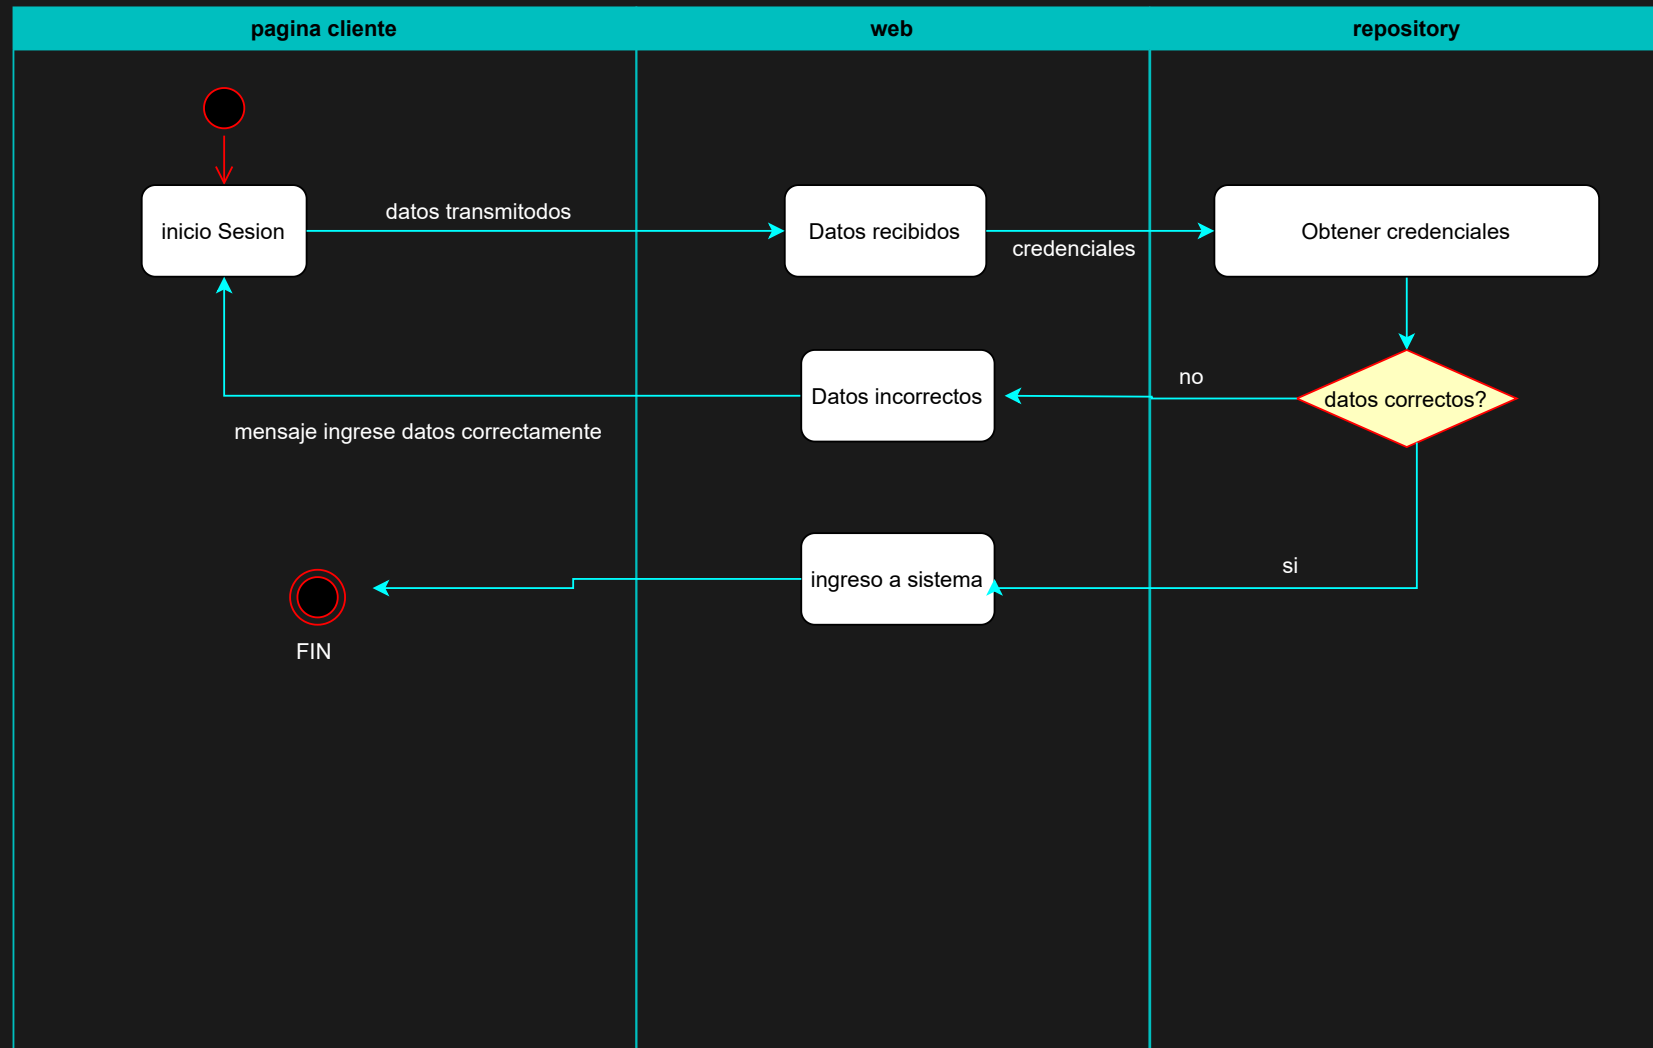 pagina cliente
web
repository
inicio Sesion
datos transmitodos
Datos recibidos
credenciales
Obtener credenciales
no
datos correctos?
Datos incorrectos
mensaje ingrese datos correctamente
si
ingreso a sistema
FIN